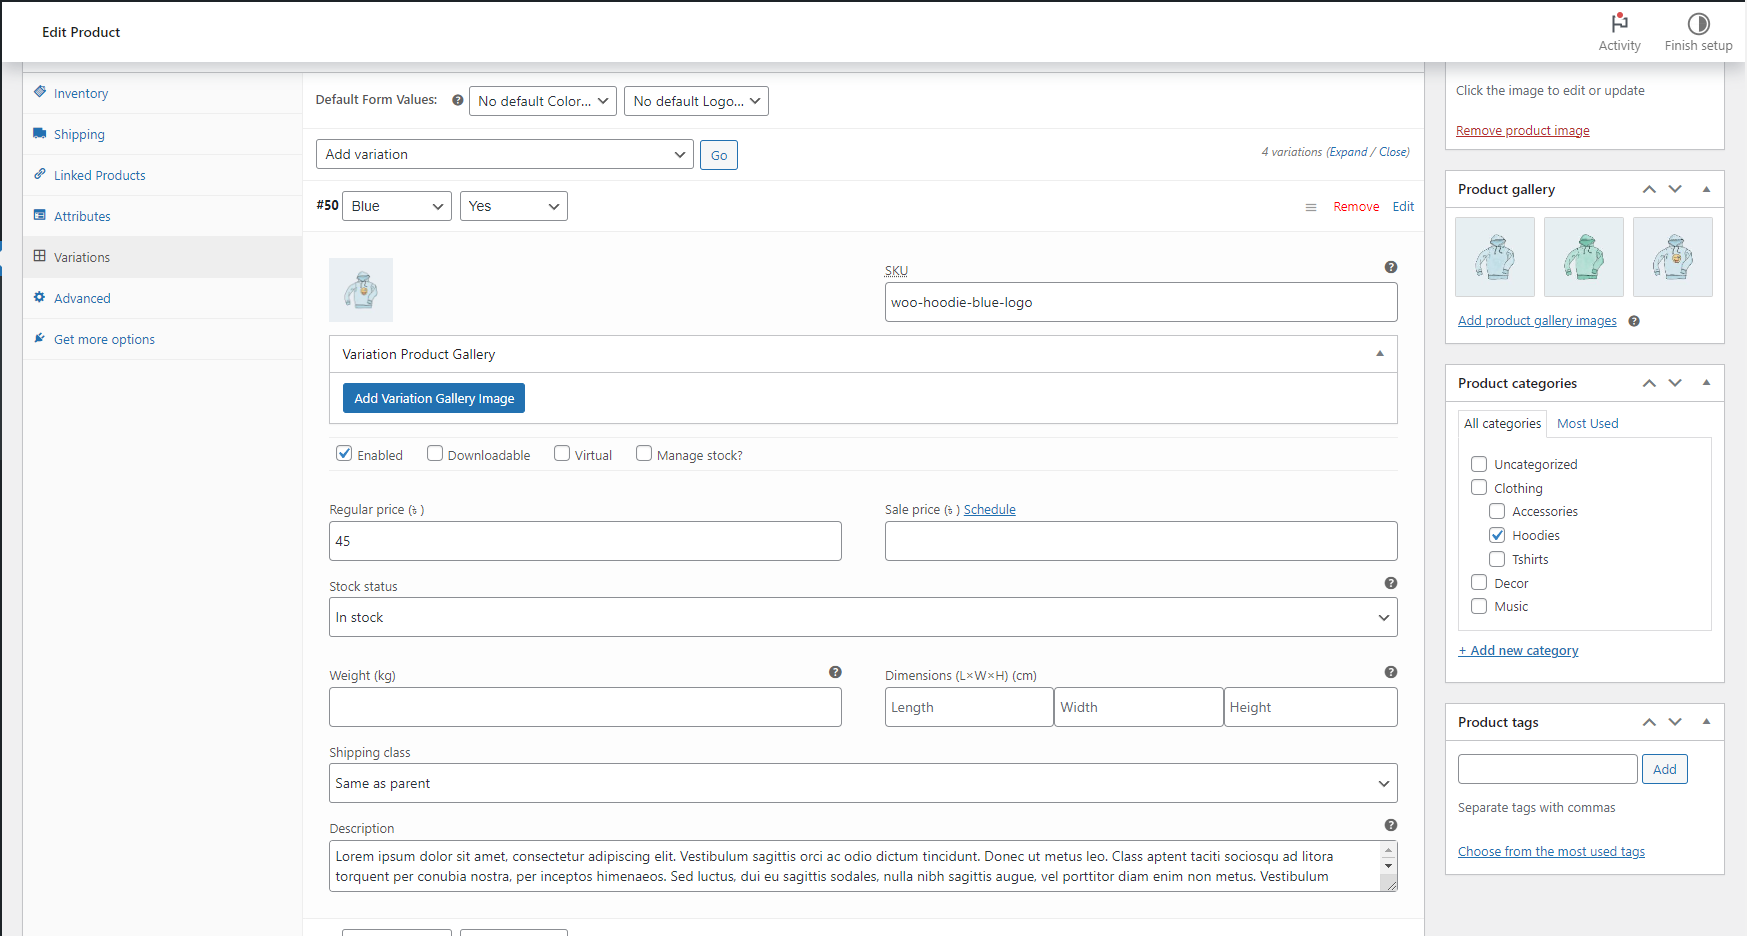 Edit Product
Activity
Finish setup
Inventory
Shipping
Linked Products
Attributes
Variations
Advanced
Get more options
Default Form Values:
No default Color...
No default Logo...
Add variation
Go
4 variations (Expand / Close)
#50
Blue
Yes
Remove
Edit
SKU
woo-hoodie-blue-logo
Variation Product Gallery
Add Variation Gallery Image
Enabled
Downloadable
Virtual
Manage stock?
Regular price (৳ )
45
Sale price (৳ ) Schedule
Stock status
In stock
Weight (kg)
Dimensions (L×W×H) (cm)
Length
Width
Height
Shipping class
Same as parent
Description
Lorem ipsum dolor sit amet, consectetur adipiscing elit. Vestibulum sagittis orci ac odio dictum tincidunt. Donec ut metus leo. Class aptent taciti sociosqu ad litora
torquent per conubia nostra, per inceptos himenaeos. Sed luctus, dui eu sagittis sodales, nulla nibh sagittis augue, vel porttitor diam enim non metus. Vestibulum
Click the image to edit or update
Remove product image
Product gallery
Add product gallery images
Product categories
All categories
Most Used
Uncategorized
Clothing
Accessories
Hoodies
Tshirts
Decor
Music
+ Add new category
Product tags
Add
Separate tags with commas
Choose from the most used tags